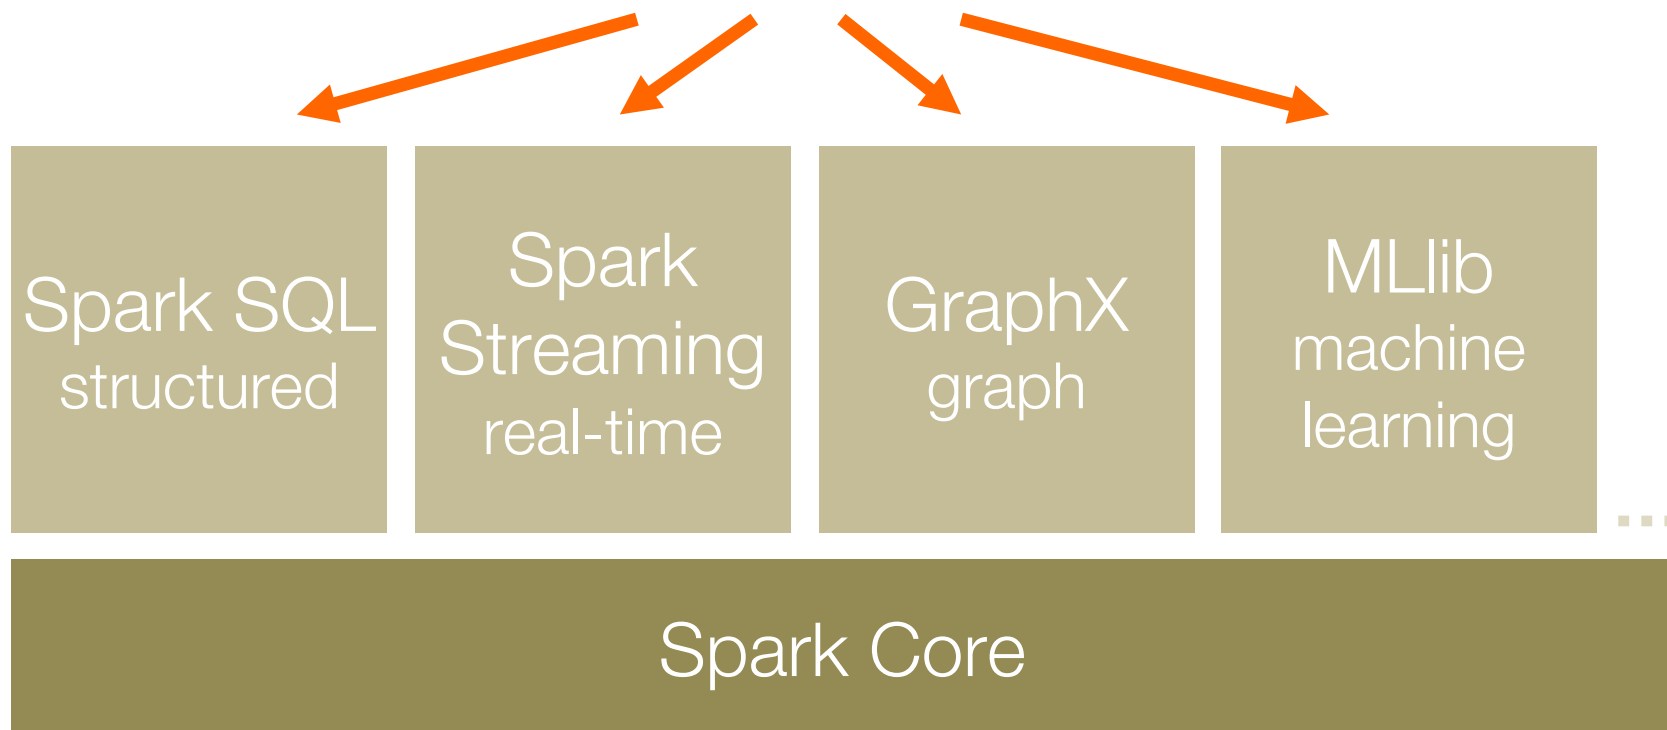 Spark SQL
structured
Spark
Streaming
real-time
GraphX
graph
MLlib
machine
learning
...
Spark Core